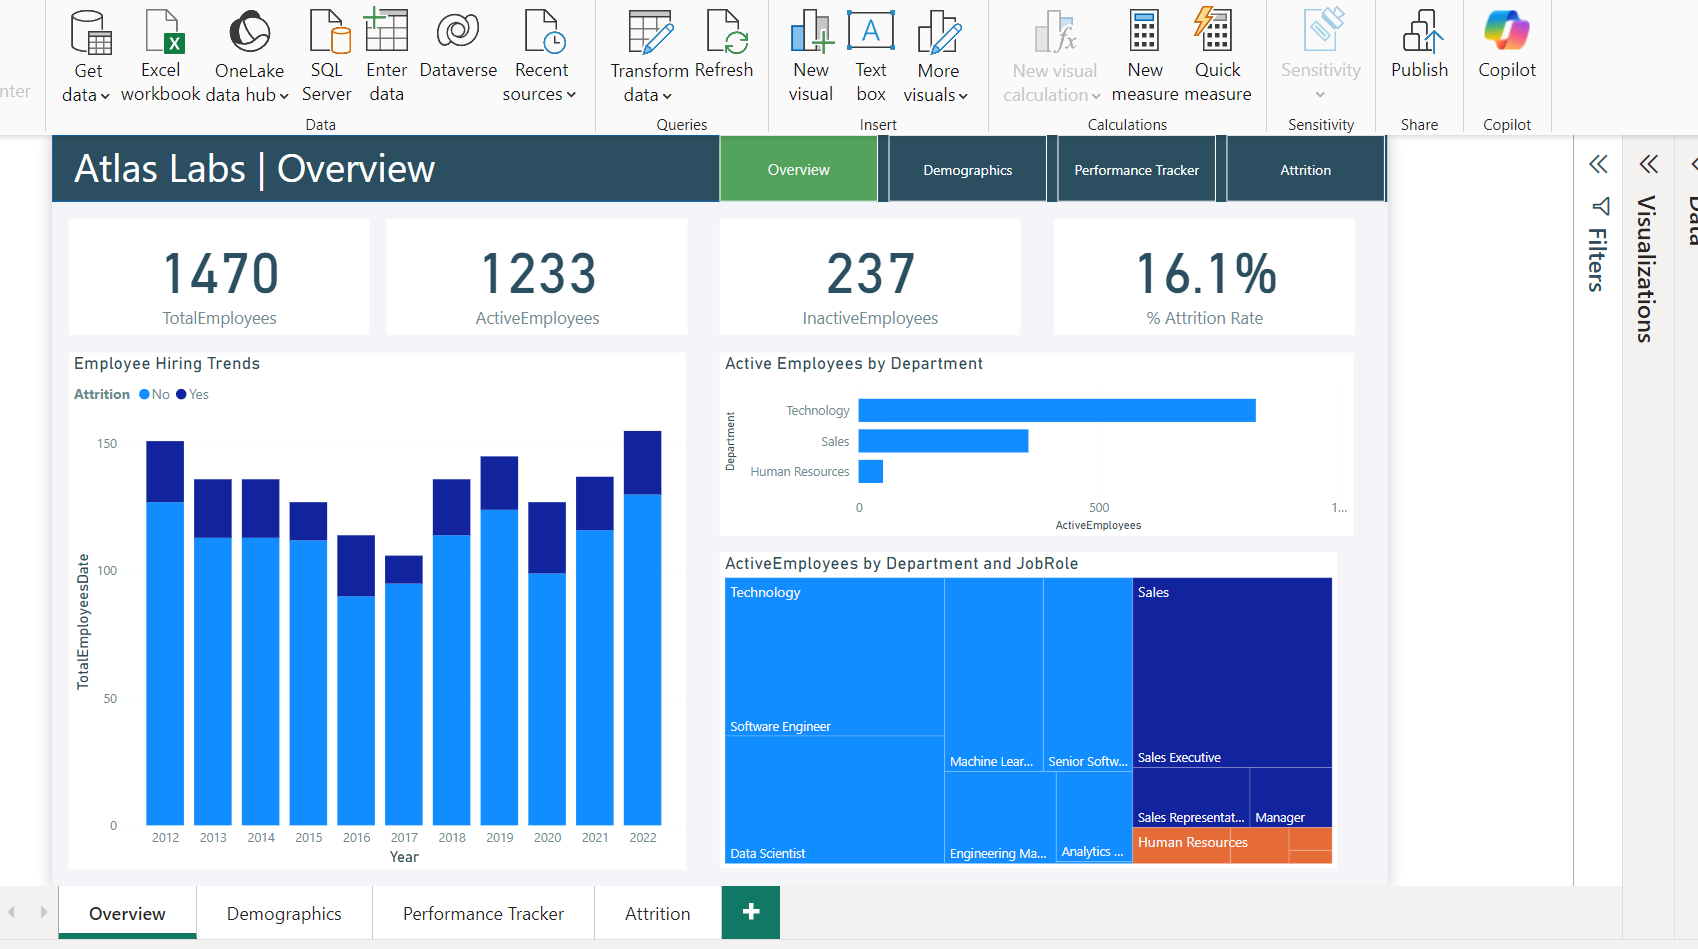 nter
Get data
Excel workbook
OneLake data hub
SQL Server
Enter data
Dataverse
Recent sources
Data
Transform data
Refresh
Queries
New visual
Text box
More visuals
Insert
New visual calculation
New measure
Quick measure
Calculations
Sensitivity
Sensitivity
Publish
Share
Copilot
Copilot
Atlas Labs | Overview
Overview
Demographics
Performance Tracker
Attrition
1470
TotalEmployees
1233
ActiveEmployees
237
InactiveEmployees
16.1%
% Attrition Rate
Employee Hiring Trends
Attrition No Yes
150
100
50
0
TotalEmployeesDate
2012 2013 2014 2015 2016 2017 2018 2019 2020 2021 2022
Year
Active Employees by Department
Department
Technology
Sales
Human Resources
0 500 1...
ActiveEmployees
ActiveEmployees by Department and JobRole
Technology
Software Engineer
Data Scientist
Machine Lear...
Senior Softw...
Engineering Ma...
Analytics ...
Sales
Sales Executive
Sales Representat...
Manager
Human Resources
Filters
Visualizations
Data
Overview
Demographics
Performance Tracker
Attrition